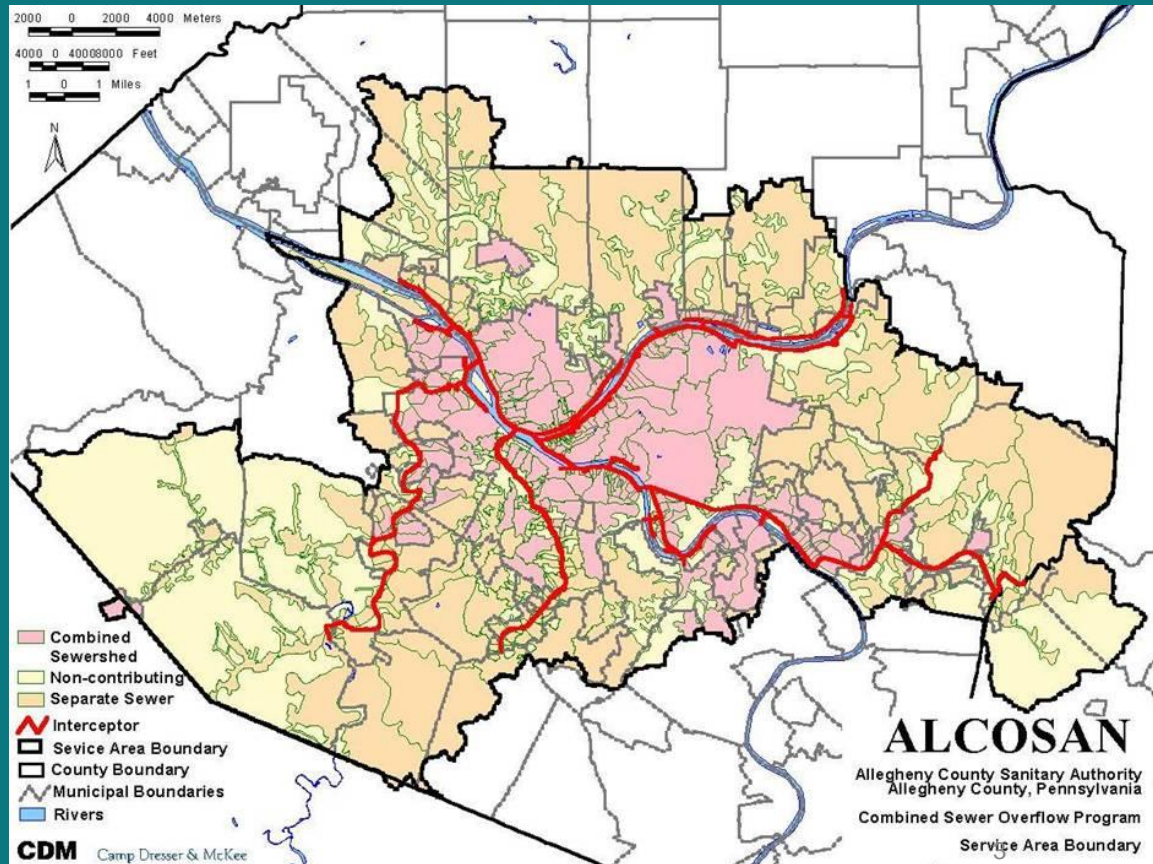 2000 0 2000 4000 Meters
4000 0 40008000 Feet
1 0 1 Miles
N
Combined
Sewershed
Non-contributing
Separate Sewer
Interceptor
Sevice Area Boundary
County Boundary
Municipal Boundaries
Rivers
CDM Camp Dresser & McKee
ALCOSAN
Allegheny County Sanitary Authority
Allegheny County, Pennsylvania
Combined Sewer Overflow Program
Service Area Boundary